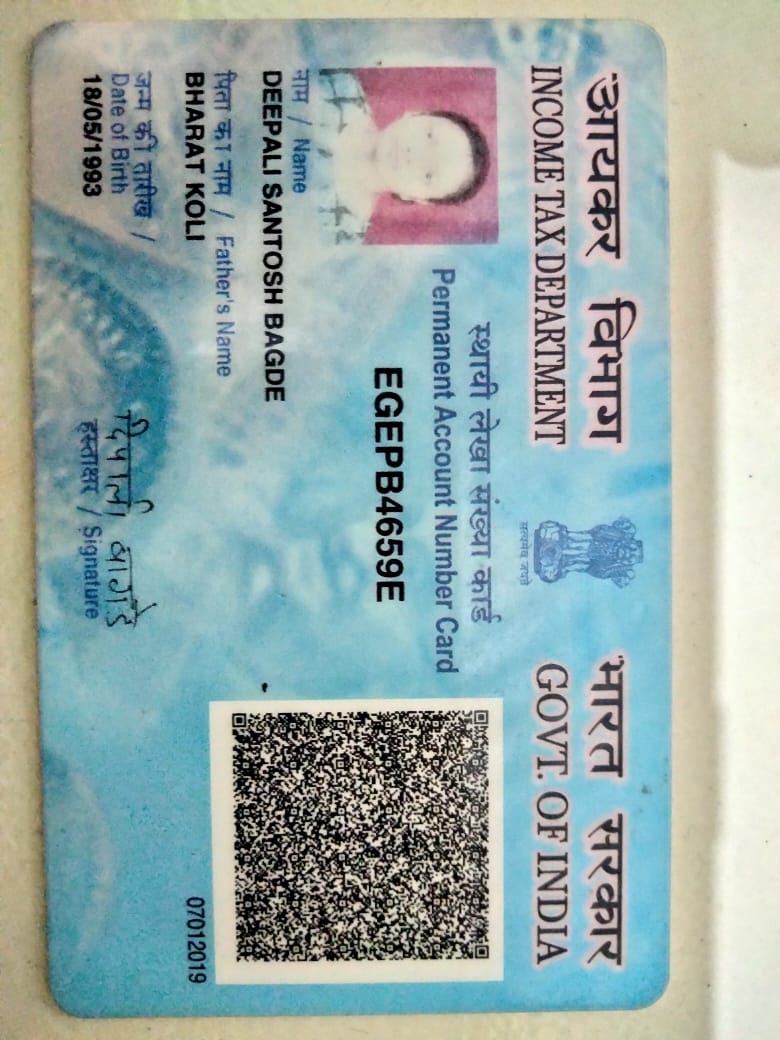 आयकर विभाग
INCOME TAX DEPARTMENT
सत्यमेव जयते
भारत सरकार
GOVT. OF INDIA
स्थायी लेखा संख्या कार्ड
Permanent Account Number Card
EGEPB4659E
नाम / Name
DEEPALI SANTOSH BAGDE
पिता का नाम / Father's Name
BHARAT KOLI
जन्म की तारीख /
Date of Birth
18/05/1993
दिपाली बागडे
हस्ताक्षर / Signature
07012019